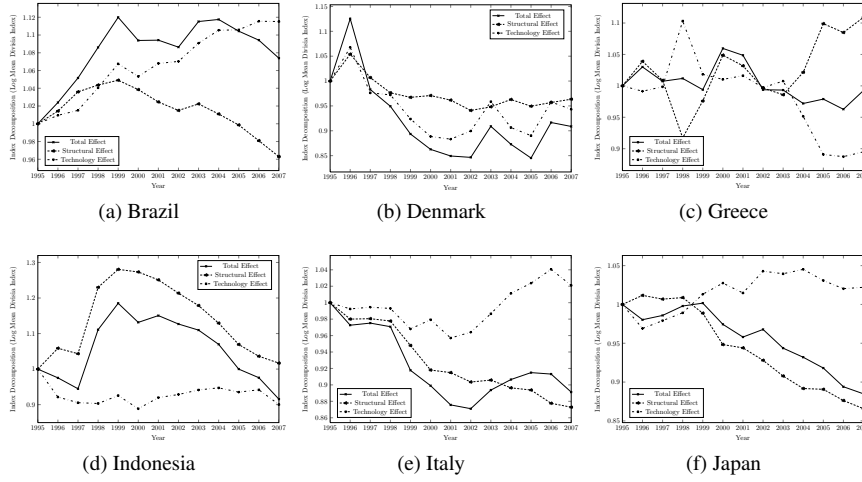 Index Decomposition (Log Mean Divisia Index)
1.12
1.1
1.08
1.06
1.04
1.02
1
0.98
0.96
Total Effect
Structural Effect
Technology Effect
1995 1996 1997 1998 1999 2000 2001 2002 2003 2004 2005 2006 2007
Year
(a) Brazil
Index Decomposition (Log Mean Divisia Index)
1.15
1.1
1.05
1
0.95
0.9
0.85
Total Effect
Structural Effect
Technology Effect
1995 1996 1997 1998 1999 2000 2001 2002 2003 2004 2005 2006 2007
Year
(b) Denmark
Index Decomposition (Log Mean Divisia Index)
1.1
1.05
1
0.95
0.9
Total Effect
Structural Effect
Technology Effect
1995 1996 1997 1998 1999 2000 2001 2002 2003 2004 2005 2006 2007
Year
(c) Greece
Index Decomposition (Log Mean Divisia Index)
1.3
1.2
1.1
1
0.9
Total Effect
Structural Effect
Technology Effect
1995 1996 1997 1998 1999 2000 2001 2002 2003 2004 2005 2006 2007
Year
(d) Indonesia
Index Decomposition (Log Mean Divisia Index)
1.04
1.02
1
0.98
0.96
0.94
0.92
0.9
0.88
0.86
Total Effect
Structural Effect
Technology Effect
1995 1996 1997 1998 1999 2000 2001 2002 2003 2004 2005 2006 2007
Year
(e) Italy
Index Decomposition (Log Mean Divisia Index)
1.05
1
0.95
0.9
0.85
Total Effect
Structural Effect
Technology Effect
1995 1996 1997 1998 1999 2000 2001 2002 2003 2004 2005 2006 2007
Year
(f) Japan